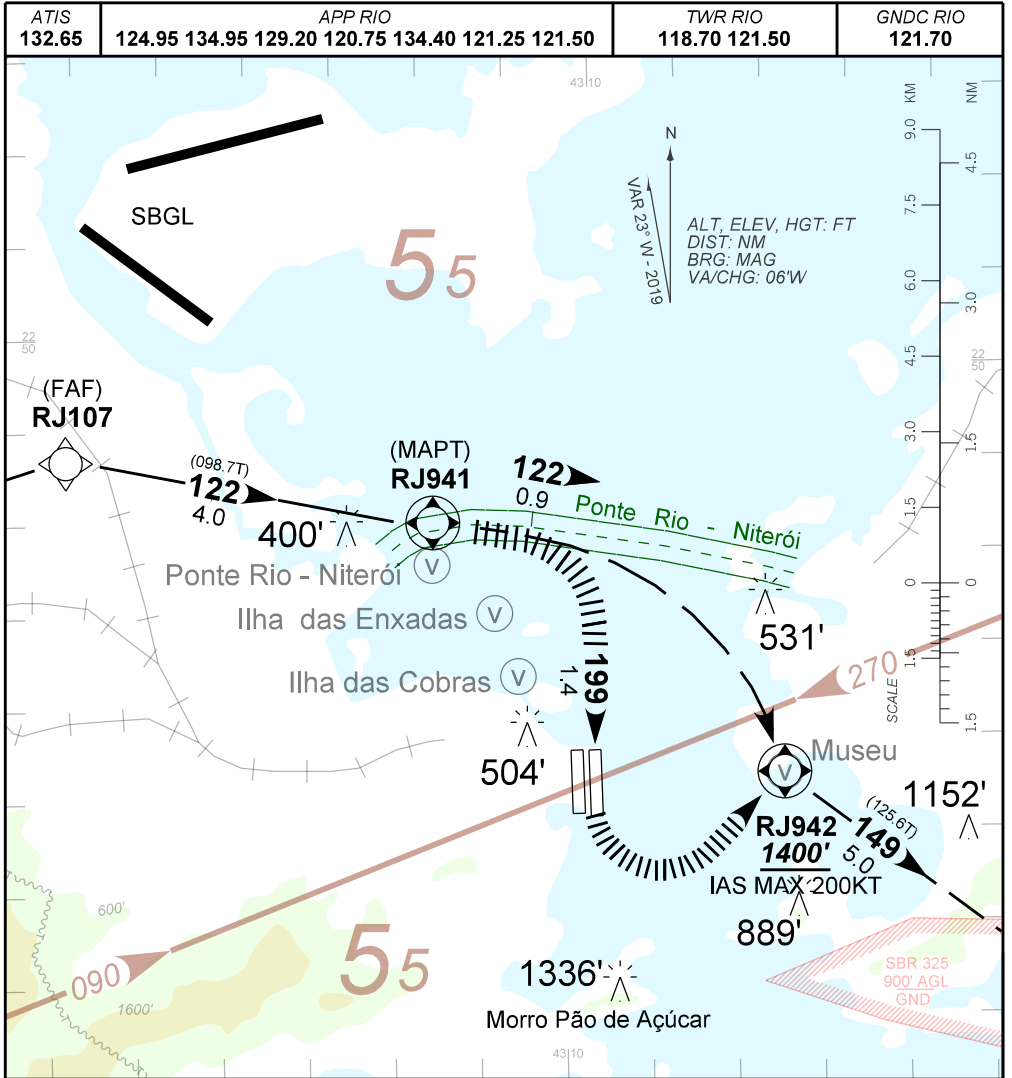 ATIS
132.65
APP RIO
124.95 134.95 129.20 120.75 134.40 121.25 121.50
TWR RIO
118.70 121.50
GNDC RIO
121.70
43 10
KM
NM
9.0
4.5
7.5
6.0
3.0
4.5
3.0
1.5
1.5
0
0
1.5
1.5
SCALE
N
VAR 23° W - 2019
ALT, ELEV, HGT: FT
DIST: NM
BRG: MAG
VA/CHG: 06'W
SBGL
55
22
50
22
50
(FAF)
RJ107
(098.7T)
122
4.0
400'
(MAPT)
RJ941
122
0.9
Ponte Rio - Niterói
Ponte Rio - Niterói
V
Ilha das Enxadas
V
Ilha das Cobras
V
531'
199
1.4
270
504'
Museu
V
RJ942
1400'
IAS MAX 200KT
(125.6T)
149
5.0
1152'
889'
600'
55
090
1600'
1336'
Morro Pão de Açúcar
SBR 325
900' AGL
GND
43 10